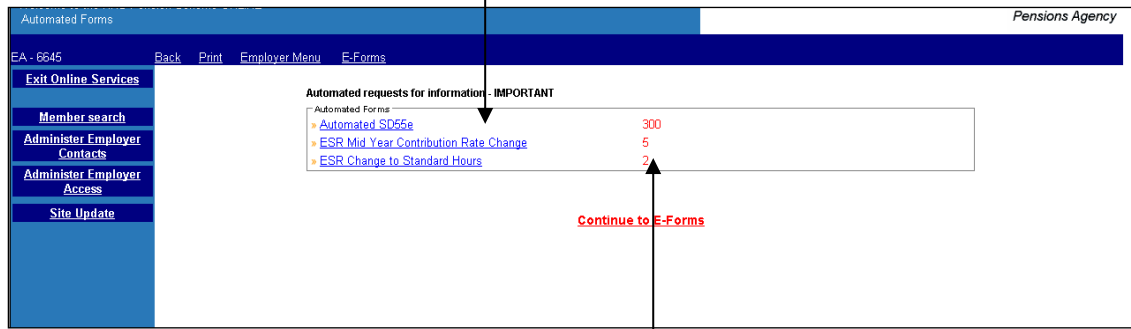 Automated Forms
Pensions Agency
EA - 6645 Back Print Employer Menu E-Forms
Exit Online Services
Member search
Administer Employer
Contacts
Administer Employer
Access
Site Update
Automated requests for information - IMPORTANT
Automated Forms
» Automated SD55e 300
» ESR Mid Year Contribution Rate Change 5
» ESR Change to Standard Hours 2
Continue to E-Forms